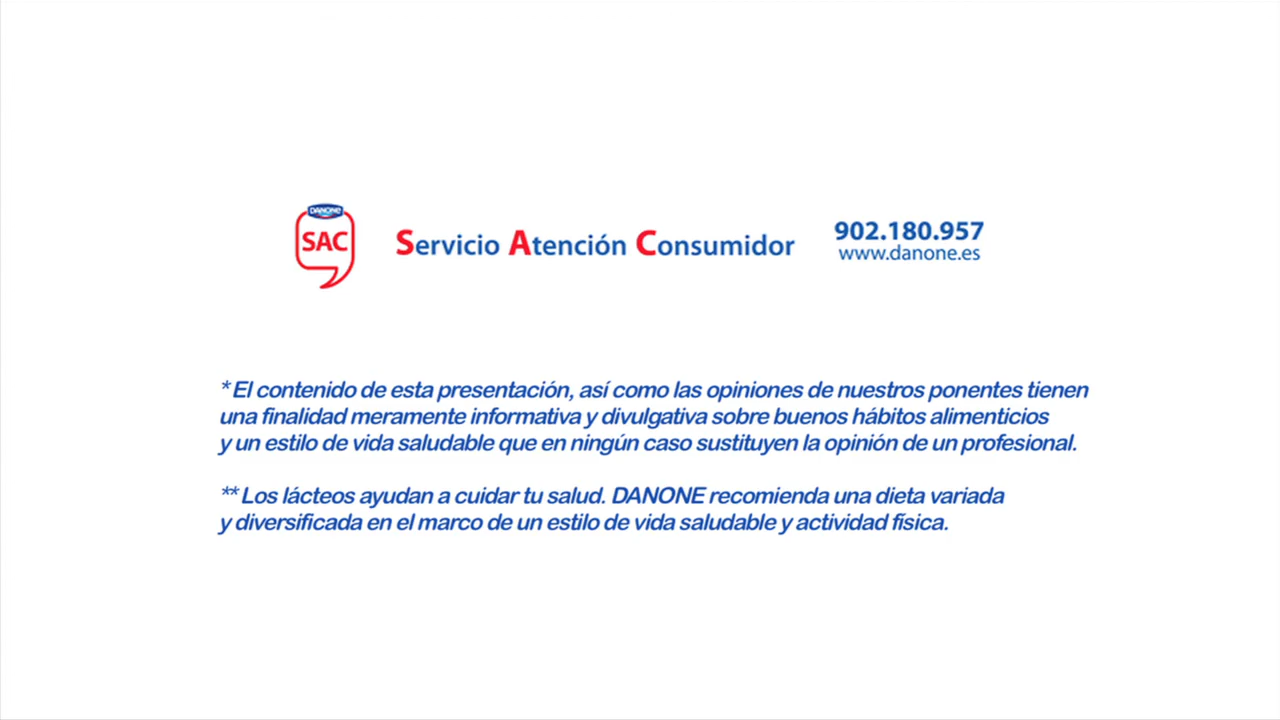 DANONE
SAC
Servicio Atención Consumidor
902.180.957
www.danone.es
* El contenido de esta presentación, así como las opiniones de nuestros ponentes tienen
una finalidad meramente informativa y divulgativa sobre buenos hábitos alimenticios
y un estilo de vida saludable que en ningún caso sustituyen la opinión de un profesional.
** Los lácteos ayudan a cuidar tu salud. DANONE recomienda una dieta variada
y diversificada en el marco de un estilo de vida saludable y actividad física.